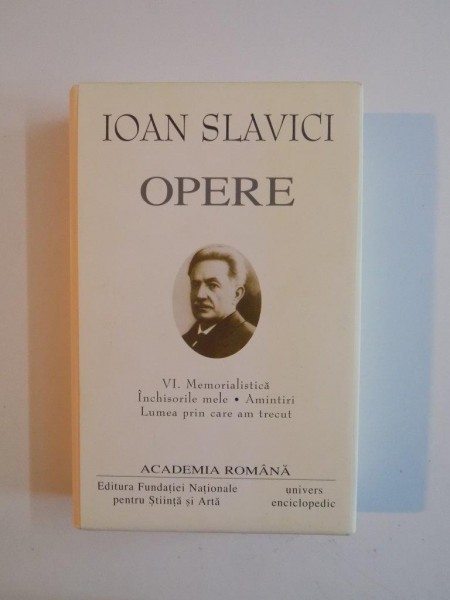 IOAN SLAVICI
OPERE
VI. Memorialistică
Închisorile mele • Amintiri
Lumea prin care am trecut
ACADEMIA ROMÂNĂ
Editura Fundației Naționale
pentru Știință și Artă
univers
enciclopedic